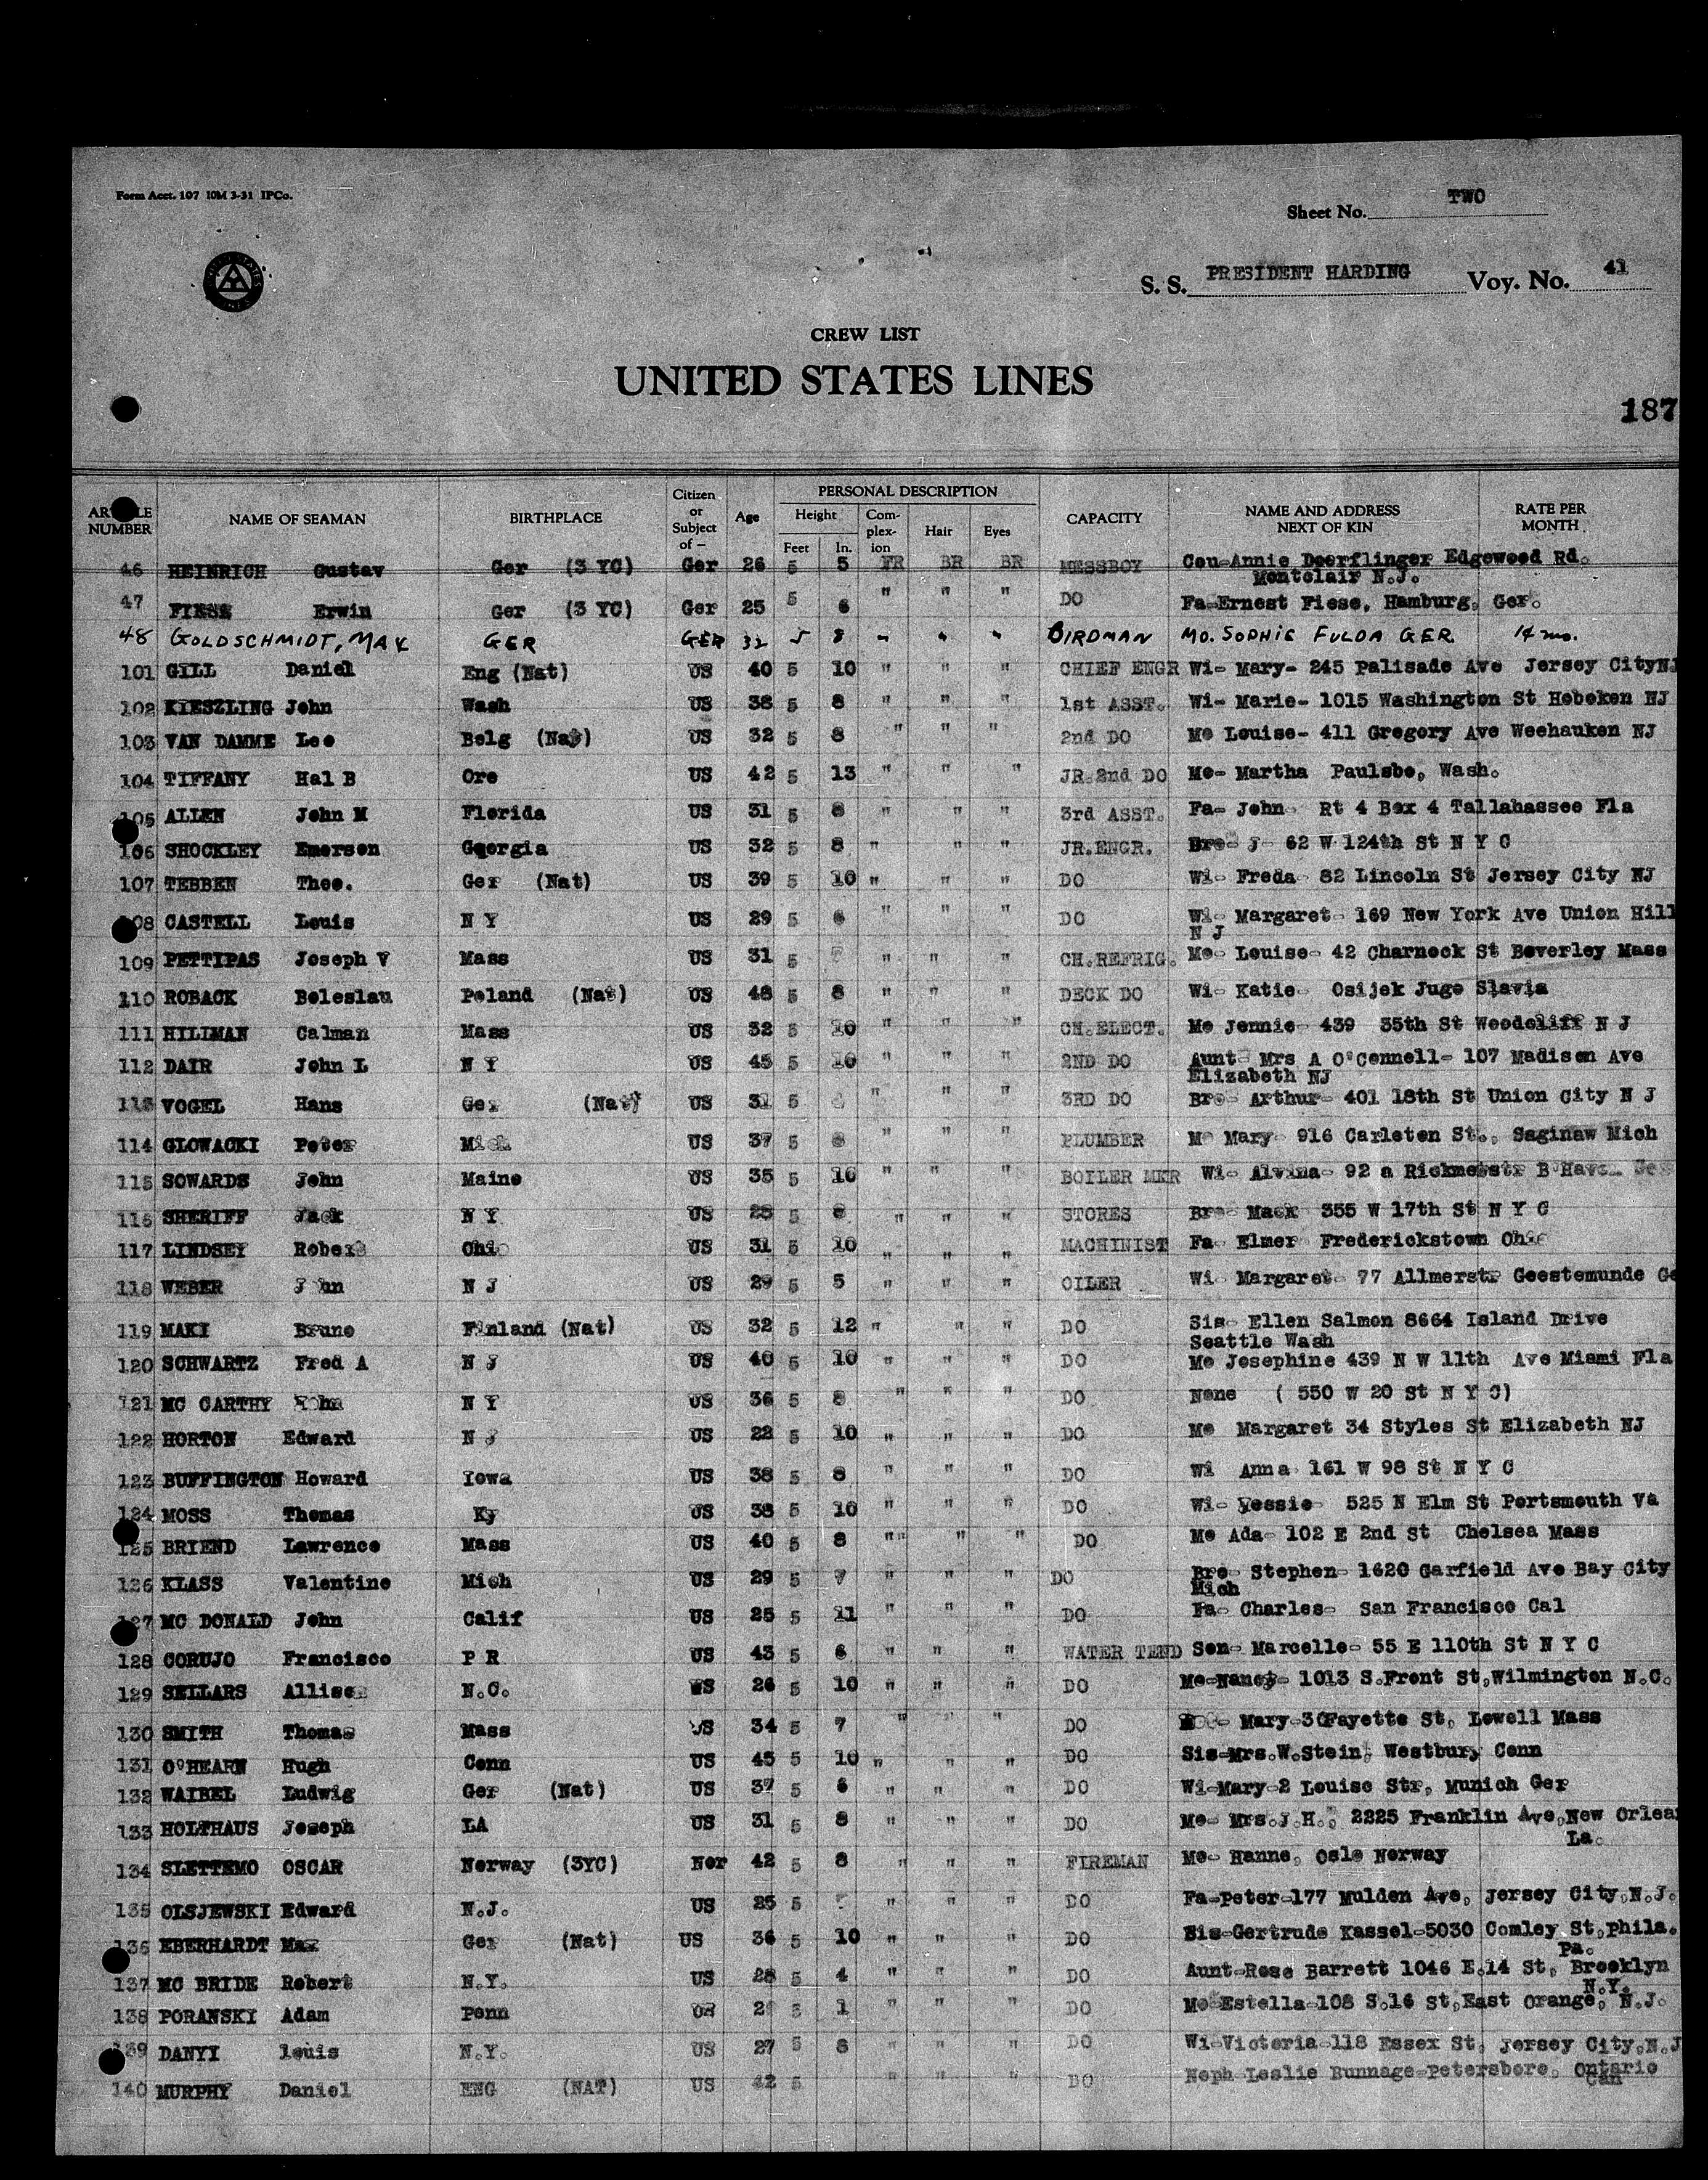 Form Acct. 107 10M 3-31 IPCo.
Sheet No. TWO
S. S. PRESIDENT HARDING Voy. No. 41
CREW LIST
UNITED STATES LINES
187
ARTICLE NUMBER NAME OF SEAMAN BIRTHPLACE Citizen or Subject of — Age PERSONAL DESCRIPTION Height Feet In. Complexion Hair Eyes CAPACITY NAME AND ADDRESS NEXT OF KIN RATE PER MONTH
46 HEINRICH Gustav Ger (3 YC) Ger 26 5 5 FR BR BR MESSBOY Cou-Annie Doerflinger Edgewood Rd.
Montclair N.J.
47 FIESE Erwin Ger (3 YC) Ger 25 5 6 " " " DO Fa-Ernest Fiese, Hamburg, Ger.
48 GOLDSCHMIDT, MAX GER GER 32 5 8 " " " BIRDMAN MO. SOPHIE FULDA GER. 1¢ mo.
101 GILL Daniel Eng (Nat) US 40 5 10 " " " CHIEF ENGR Wi- Mary- 245 Palisade Ave Jersey CityNJ
102 KIESZLING John Wash US 38 5 8 " " " 1st ASST. Wi- Marie- 1015 Washington St Hoboken NJ
103 VAN DAMME Leo Belg (Nat) US 32 5 8 " " " 2nd DO Mo Louise- 411 Gregory Ave Weehauken NJ
104 TIFFANY Hal B Ore US 42 5 13 " " " JR.2nd DO Mo- Martha Paulsbo, Wash.
105 ALLEN John M Florida US 31 5 8 " " " 3rd ASST. Fa- John- Rt 4 Box 4 Tallahassee Fla
106 SHOCKLEY Emerson Georgia US 32 5 8 " " " JR.ENGR. Bro- J- 62 W 124th St N Y C
107 TEBBEN Theo. Ger (Nat) US 39 5 10 " " " DO Wi- Freda- 82 Lincoln St Jersey City NJ
108 CASTELL Louis N Y US 29 5 6 " " " DO Wi- Margaret- 169 New York Ave Union Hill
N J
109 PETTIPAS Joseph V Mass US 31 5 7 " " " CH.REFRIG. Mo- Louise- 42 Charnock St Beverley Mass
110 ROBACK Boleslau Poland (Nat) US 48 5 8 " " " DECK DO Wi- Katie- Osijek Jugo Slavia
111 HILLMAN Calman Mass US 32 5 10 " " " CH.ELECT. Mo Jennie- 439 35th St Woodcliff N J
112 DAIR John L N Y US 45 5 10 " " " 2ND DO Aunt- Mrs A O'Connell- 107 Madison Ave
Elizabeth NJ
113 VOGEL Hans Ger (Nat) US 31 5 " " " 3RD DO Bro- Arthur- 401 18th St Union City N J
114 GLOWACKI Peter Mich US 37 5 8 " " " PLUMBER Mo Mary- 916 Carleton St., Saginaw Mich
115 SOWARDS John Maine US 35 5 10 " " " BOILER MKR Wi- Alvina- 92 a
116 SHERIFF Jack N Y US 5 8 " " " STORES Bro- Mack 355 W 17th St N Y C
117 LINDSEY Robert Ohio US 31 5 10 " " " MACHINIST Fa- Elmer Frederickstown Ohio
118 WEBER John N J US 29 5 5 " " " OILER Wi- Margaret- 77 Allmerstr Geestemunde Ge
119 MAKI Bruno Finland (Nat) US 32 5 12 " " " DO Sis- Ellen Salmon 8664 Island Drive
Seattle Wash
120 SCHWARTZ Fred A N J US 40 5 10 " " " DO Mo Josephine 439 N W 11th Ave Miami Fla
121 MC CARTHY John N Y US 36 5 8 " " " DO None ( 550 W 20 St N Y C)
122 HORTON Edward N J US 22 5 10 " " " DO Mo Margaret 34 Styles St Elizabeth NJ
123 BUFFINGTON Howard Iowa US 38 5 8 " " " DO Wi Anna 161 W 98 St N Y C
124 MOSS Thomas Ky US 38 5 10 " " " DO Wi- Yessie- 525 N Elm St Portsmouth Va
125 BRIEND Lawrence Mass US 40 5 8 "" " " DO Mo Ada- 102 E 2nd St Chelsea Mass
126 KLASS Valentine Mich US 29 5 7 " " " DO Bro- Stephen- 1620 Garfield Ave Bay City
Mich
127 MC DONALD John Calif US 25 5 11 " " " DO Fa- Charles- San Francisco Cal
128 CORUJO Francisco P R US 43 5 6 " " " WATER TEND Son- Marcelle- 55 E 110th St N Y C
129 SELLARS Allison N.C. US 26 5 10 " " " DO Mo-Nancy- 1013 S.Front St,Wilmington N.C.
130 SMITH Thomas Mass US 34 5 7 " " " DO Mary-30Fayette St, Lowell Mass
131 O'HEARN Hugh Conn US 45 5 10 " " " DO Sis-Mrs.W.Stein, Westbury Conn
132 WAIBEL Ludwig Ger (Nat) US 37 5 6 " " " DO Wi-Mary-2 Louise Str, Munich Ger
133 HOLTHAUS Joseph LA US 31 5 8 " " " DO Mo- Mrs.J.H., 2225 Franklin Ave,New Orlean
La.
134 SLETTEMO OSCAR Norway (3YC) Nor 42 5 8 " " " FIREMAN Mo- Hanne, Oslo Norway
135 OLSJEWSKI Edward N.J. US 25 5 " " " DO Fa-Peter-177 Mulden Ave, Jersey City,N.J.
136 EBERHARDT Max Ger (Nat) US 36 5 10 " " " DO Sis-Gertrude Kassel-5030 Comley St,Phila.
Pa.
137 MC BRIDE Robert N.Y. US 28 5 4 " " " DO Aunt-Rose Barrett 1046 E.14 St, Brooklyn
N.Y.
138 PORANSKI Adam Penn US 5 1 " " " DO Mo-Estella-108 S.16 St,East Orange, N.J.
139 DANYI louis N.Y. US 27 5 8 " " " DO Wi-Victoria-118 Essex St, Jersey City,N.J
140 MURPHY Daniel ENG (NAT) US 42 5 " " " DO Neph-Leslie Runnage-Petersboro, Ontario
Can